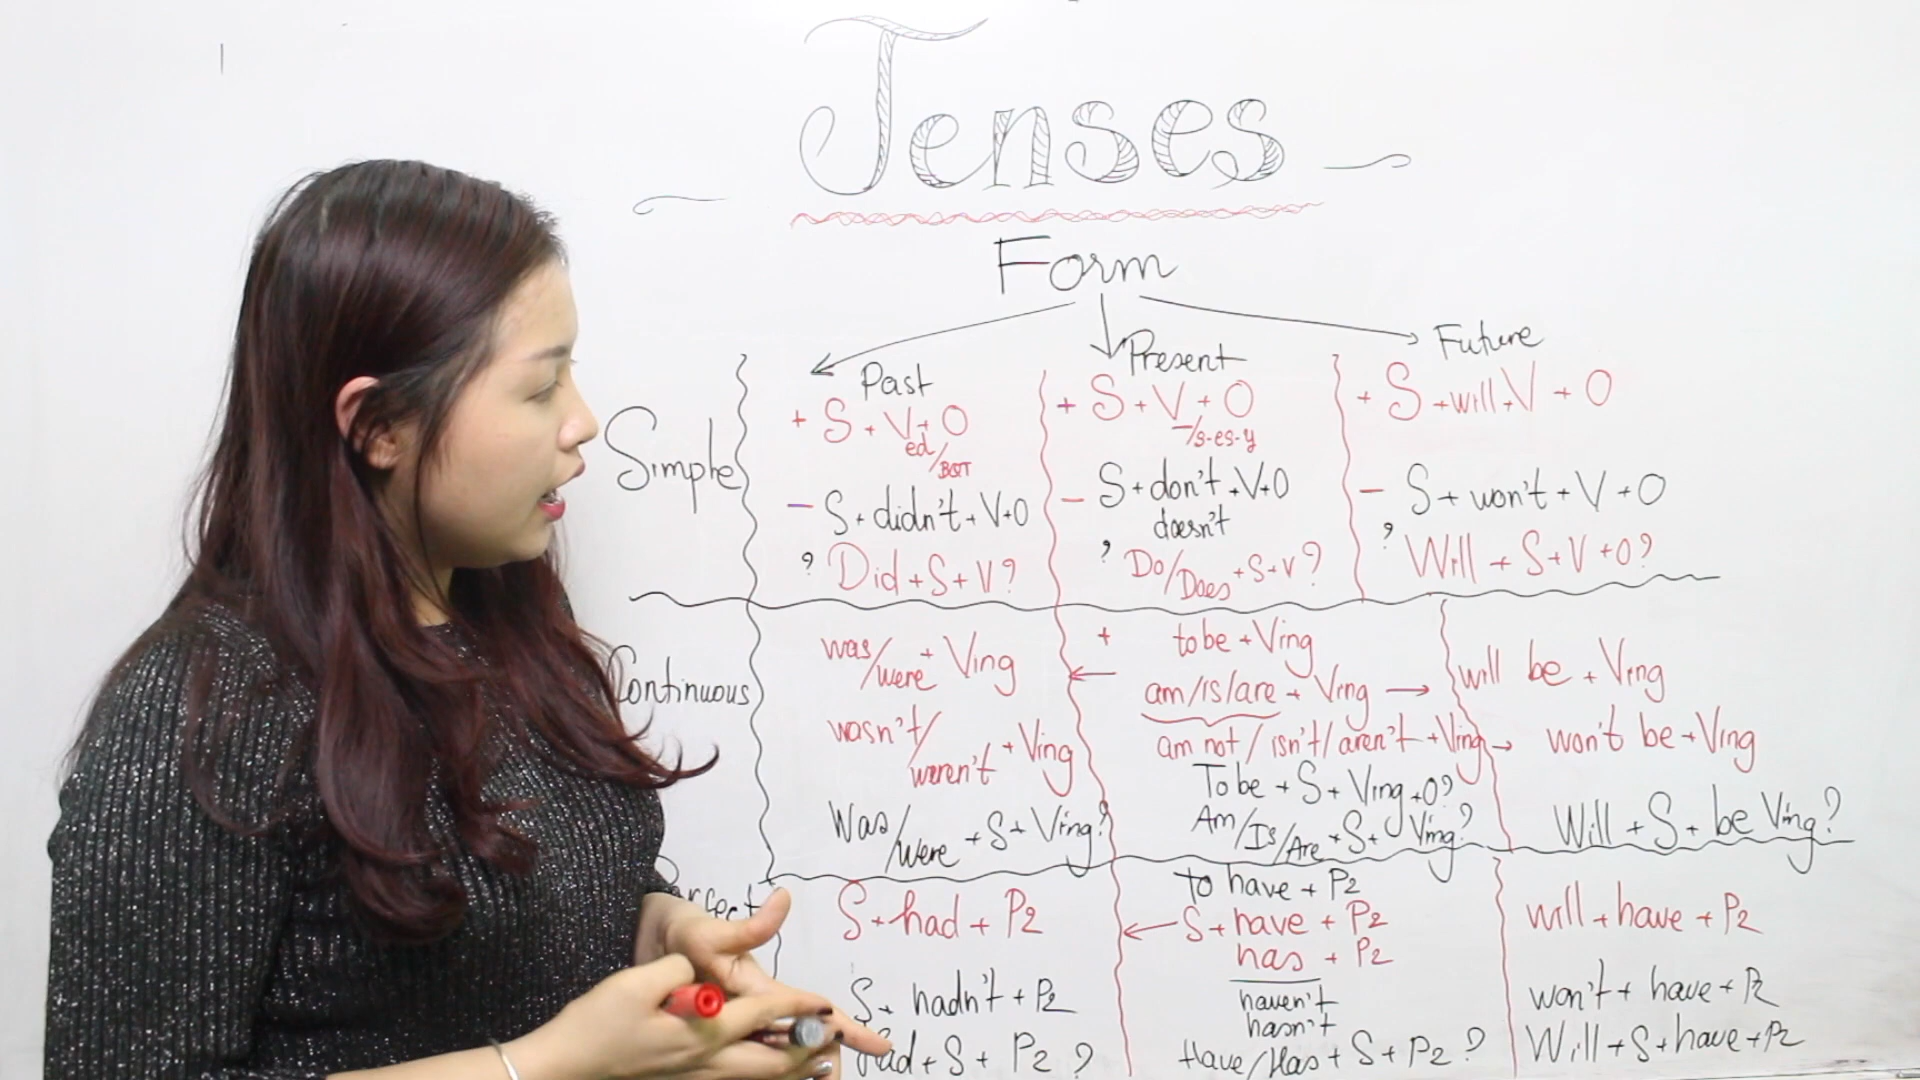 Tenses
Form
Past
Present
Future
Simple
+ S + V + O
ed/BQT
- S + didn't + V + O
? Did + S + V?
+ S + V + O
-/s-es-y
- S + don't + V + O
doesn't
? Do/Does + S + V?
+ S + will + V + O
- S + won't + V + O
? Will + S + V + O?
Continuous
was/were + Ving
wasn't/weren't + Ving
Was/were + S + Ving?
+ to be + Ving
am/is/are + Ving
am not/isn't/aren't + Ving
To be + S + Ving + O?
Am/Is/Are + S + Ving?
will be + Ving
won't be + Ving
Will + S + be Ving?
Perfect
S + had + P2
S + hadn't + P2
Had + S + P2 ?
to have + P2
S + have + P2
has + P2
haven't
hasn't
Have/Has + S + P2 ?
will + have + P2
won't + have + P2
Will + S + have + P2